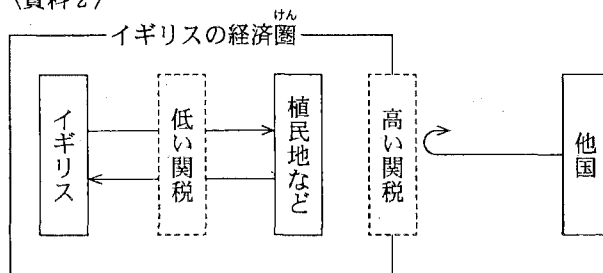 〈資料2〉
イギリスの経済圏
けん
イギリス
低い関税
植民地など
高い関税
他国